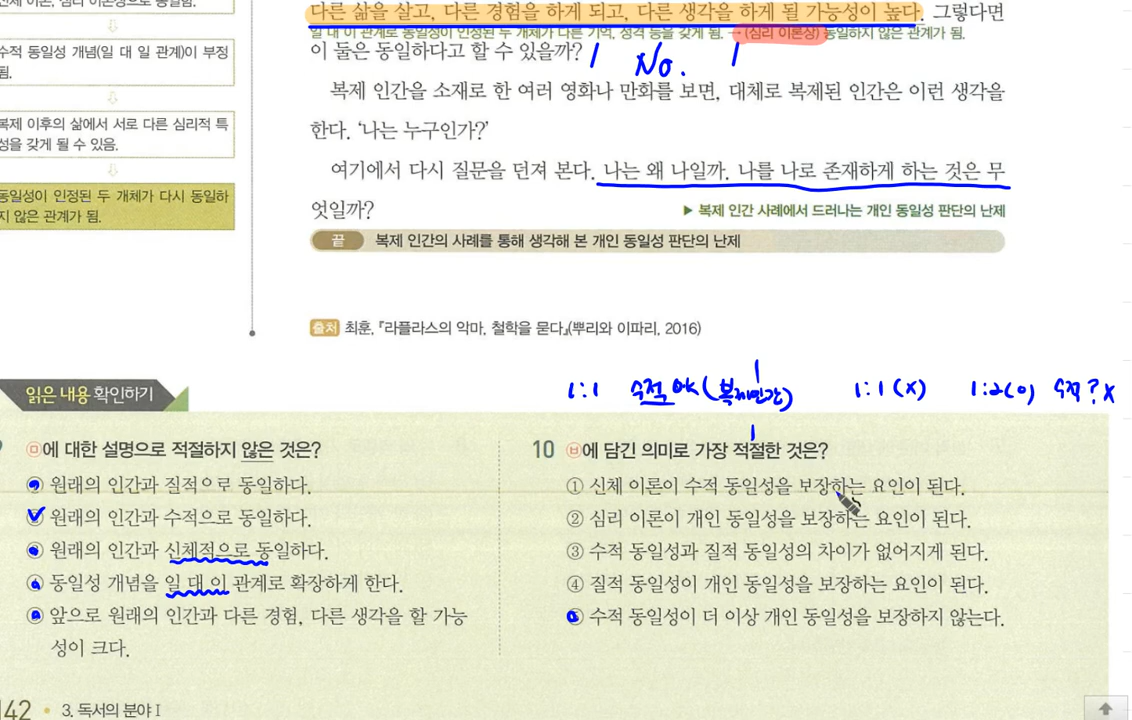 다른 삶을 살고, 다른 경험을 하게 되고, 다른 생각을 하게 될 가능성이 높다. 그렇다면
일 대 이 관계로 동일성이 인정된 두 개체가 다른 기억, 성격 등을 갖게 됨. → (심리 이론상) 동일하지 않은 관계가 됨.
이 둘은 동일하다고 할 수 있을까? No.
복제 인간을 소재로 한 여러 영화나 만화를 보면, 대체로 복제된 인간은 이런 생각을
한다. '나는 누구인가?'
여기에서 다시 질문을 던져 본다. 나는 왜 나일까. 나를 나로 존재하게 하는 것은 무
엇일까?
▶ 복제 인간 사례에서 드러나는 개인 동일성 판단의 난제
끝 복제 인간의 사례를 통해 생각해 본 개인 동일성 판단의 난제
수적 동일성 개념(일 대 일 관계)이 부정
됨.
복제 이후의 삶에서 서로 다른 심리적 특
성을 갖게 될 수 있음.
동일성이 인정된 두 개체가 다시 동일하
지 않은 관계가 됨.
출처 최훈, 『라플라스의 악마, 철학을 묻다』(뿌리와 이파리, 2016)
읽은 내용 확인하기
1:1 수적 OK (복제인간) 1:1 (X) 1:2(O) 수적? X
9 ㅁ에 대한 설명으로 적절하지 않은 것은?
① 원래의 인간과 질적으로 동일하다.
② 원래의 인간과 수적으로 동일하다.
③ 원래의 인간과 신체적으로 동일하다.
④ 동일성 개념을 일 대 이 관계로 확장하게 한다.
⑤ 앞으로 원래의 인간과 다른 경험, 다른 생각을 할 가능
성이 크다.
10 ㅂ에 담긴 의미로 가장 적절한 것은?
① 신체 이론이 수적 동일성을 보장하는 요인이 된다.
② 심리 이론이 개인 동일성을 보장하는 요인이 된다.
③ 수적 동일성과 질적 동일성의 차이가 없어지게 된다.
④ 질적 동일성이 개인 동일성을 보장하는 요인이 된다.
⑤ 수적 동일성이 더 이상 개인 동일성을 보장하지 않는다.
142 • 3. 독서의 분야 I